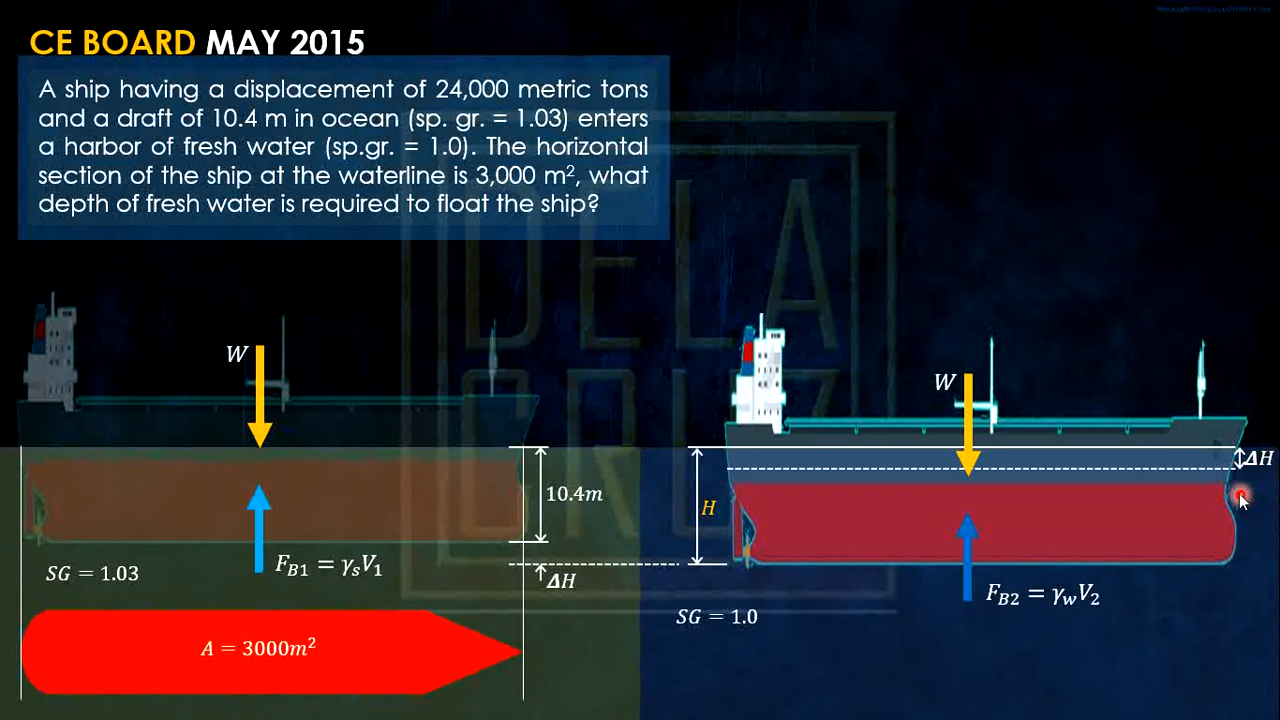 CE BOARD MAY 2015
A ship having a displacement of 24,000 metric tons
and a draft of 10.4 m in ocean (sp. gr. = 1.03) enters
a harbor of fresh water (sp.gr. = 1.0). The horizontal
section of the ship at the waterline is 3,000 m², what
depth of fresh water is required to float the ship?
DELA
CRUZ
W
W
ΔH
10.4m
H
F_B1 = γ_sV_1
SG = 1.03
ΔH
F_B2 = γ_wV_2
SG = 1.0
A = 3000m²